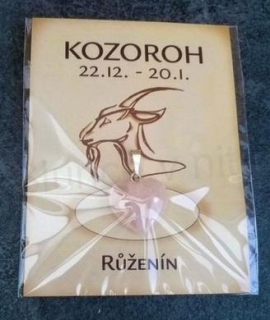 KOZOROH
22.12. - 20.1.
RŮŽENÍN